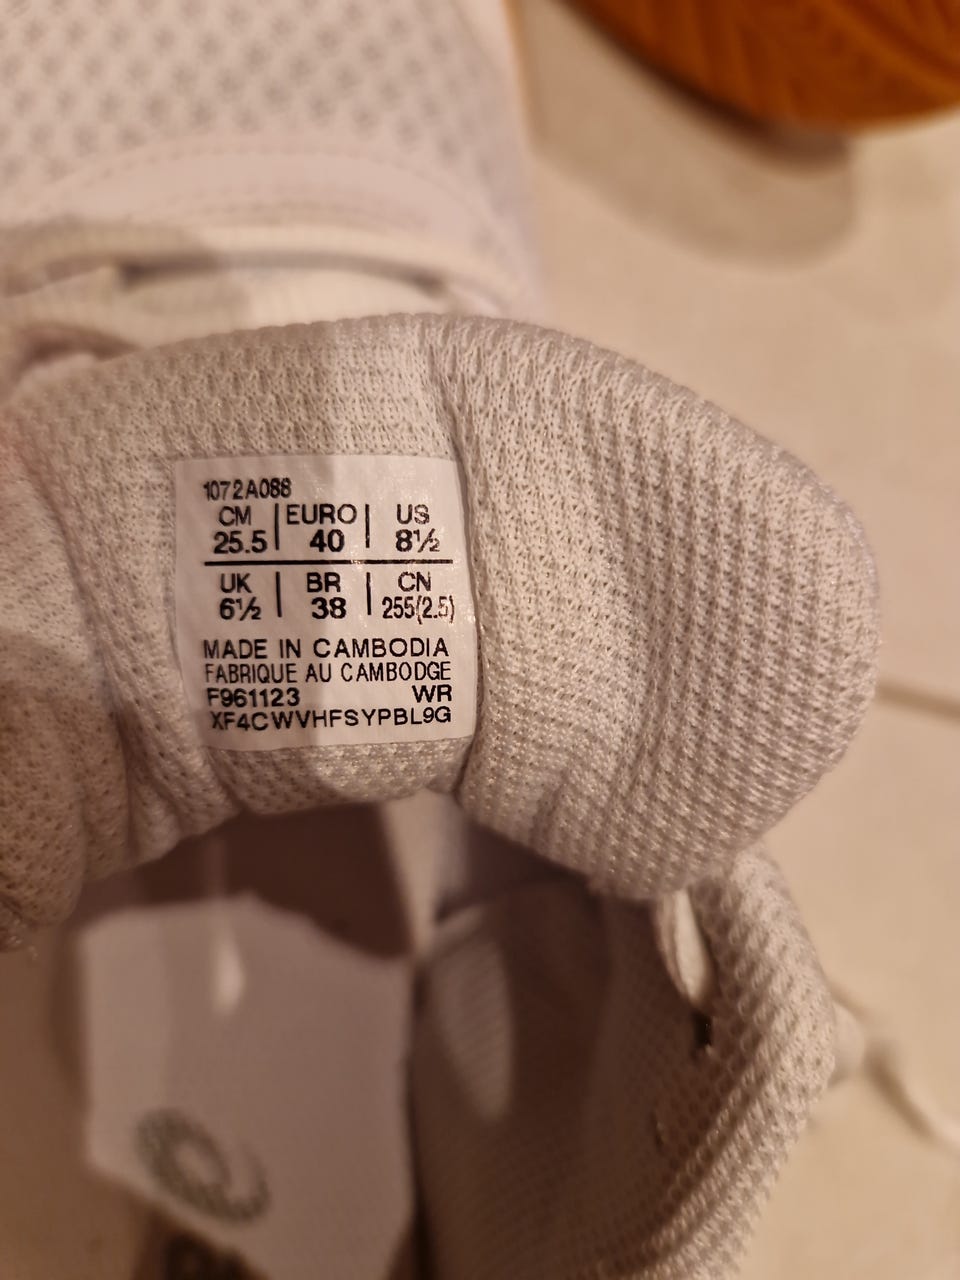 1072A088
CM | EURO | US
25.5 | 40 | 8½
UK | BR | CN
6½ | 38 | 255(2.5)
MADE IN CAMBODIA
FABRIQUE AU CAMBODGE
F961123 WR
XF4CWVHFSYPBL9G